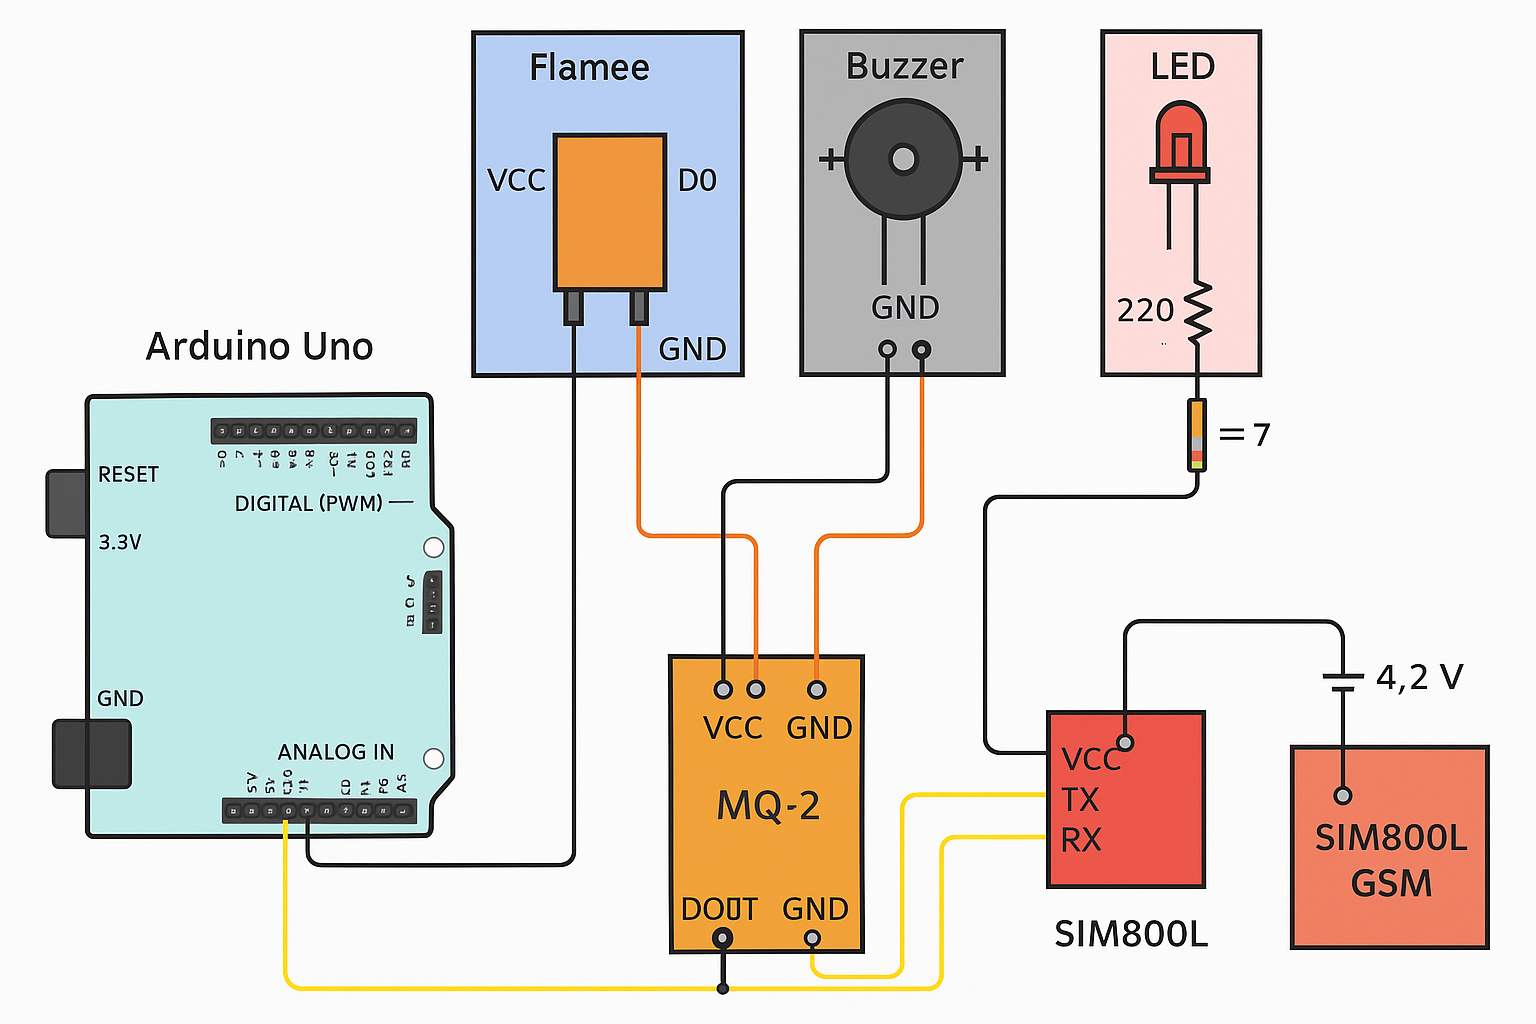 Flamee
VCC
D0
GND
Buzzer
+
+
GND
LED
220
= 7
Arduino Uno
RESET
DIGITAL (PWM) —
3.3V
GND
ANALOG IN
VCC GND
MQ-2
DOUT GND
VCC
TX
RX
SIM800L
4,2 V
SIM800L
GSM